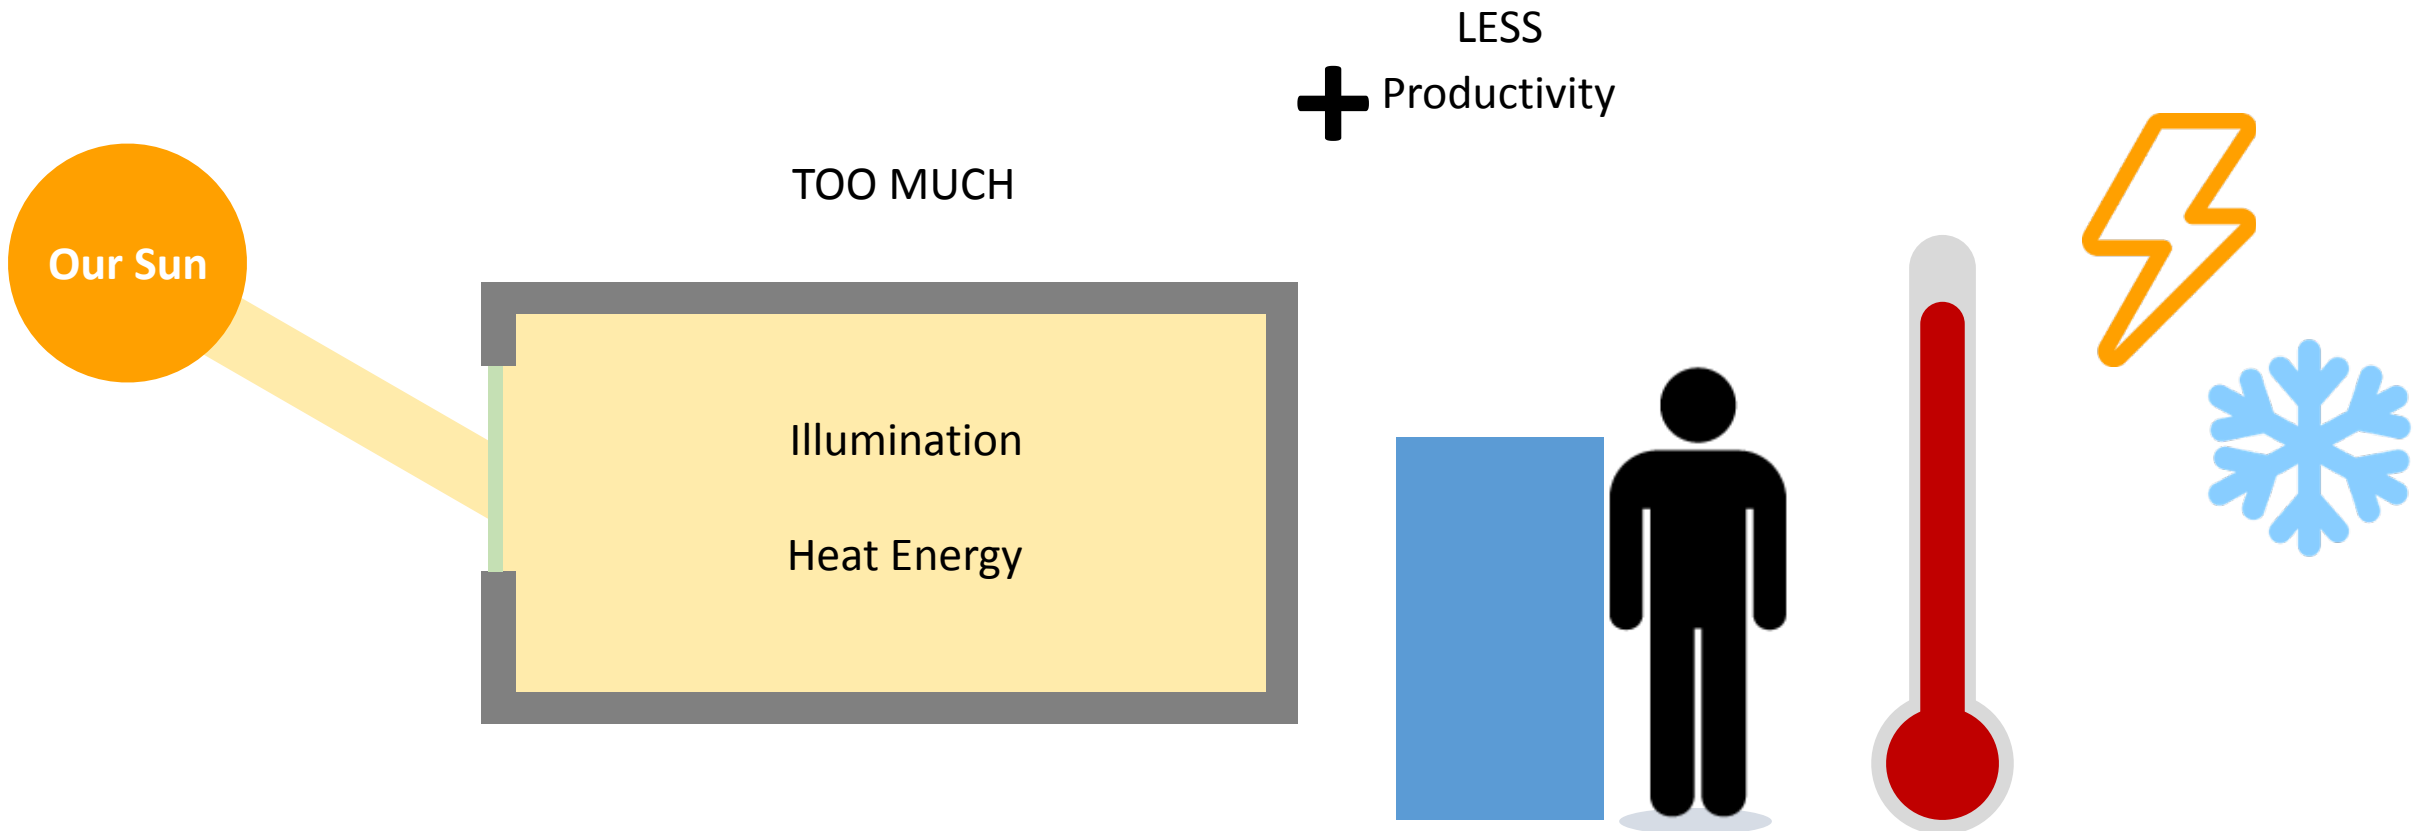 LESS
Productivity
TOO MUCH
Our Sun
Illumination
Heat Energy